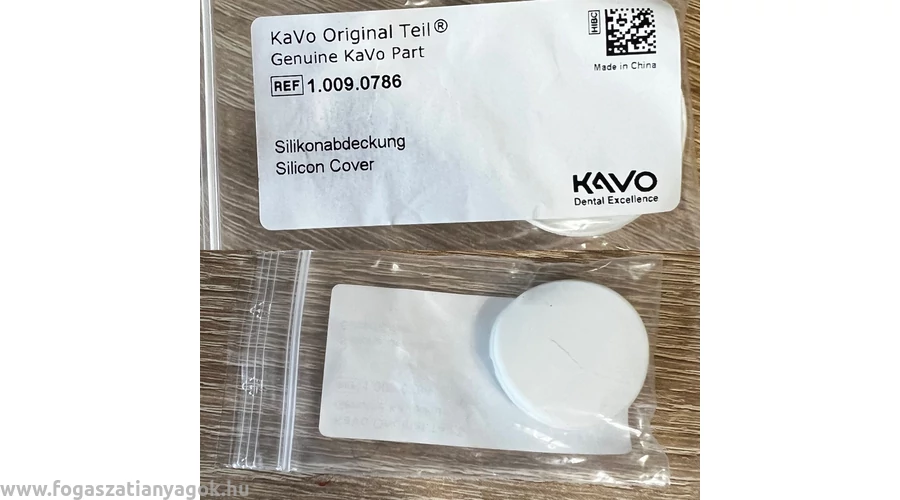 KaVo Original Teil®
Genuine KaVo Part
REF 1.009.0786
HIBC
Made in China
Silikonabdeckung
Silicon Cover
KAVO
Dental Excellence
www.fogaszatianyagok.hu